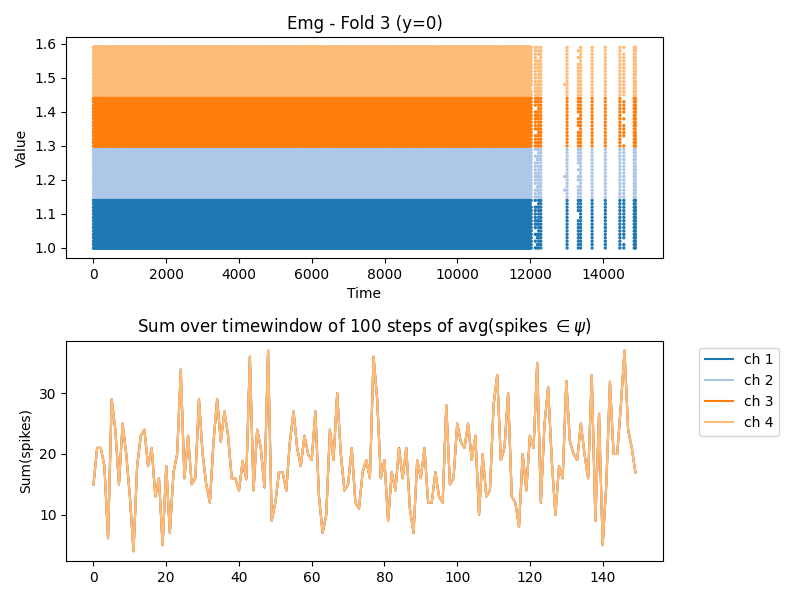 Emg - Fold 3 (y=0)
1.6
1.5
1.4
1.3
1.2
1.1
1.0
Value
0 2000 4000 6000 8000 10000 12000 14000
Time
Sum over timewindow of 100 steps of avg(spikes ∈ ψ)
30
20
10
Sum(spikes)
0 20 40 60 80 100 120 140
ch 1
ch 2
ch 3
ch 4